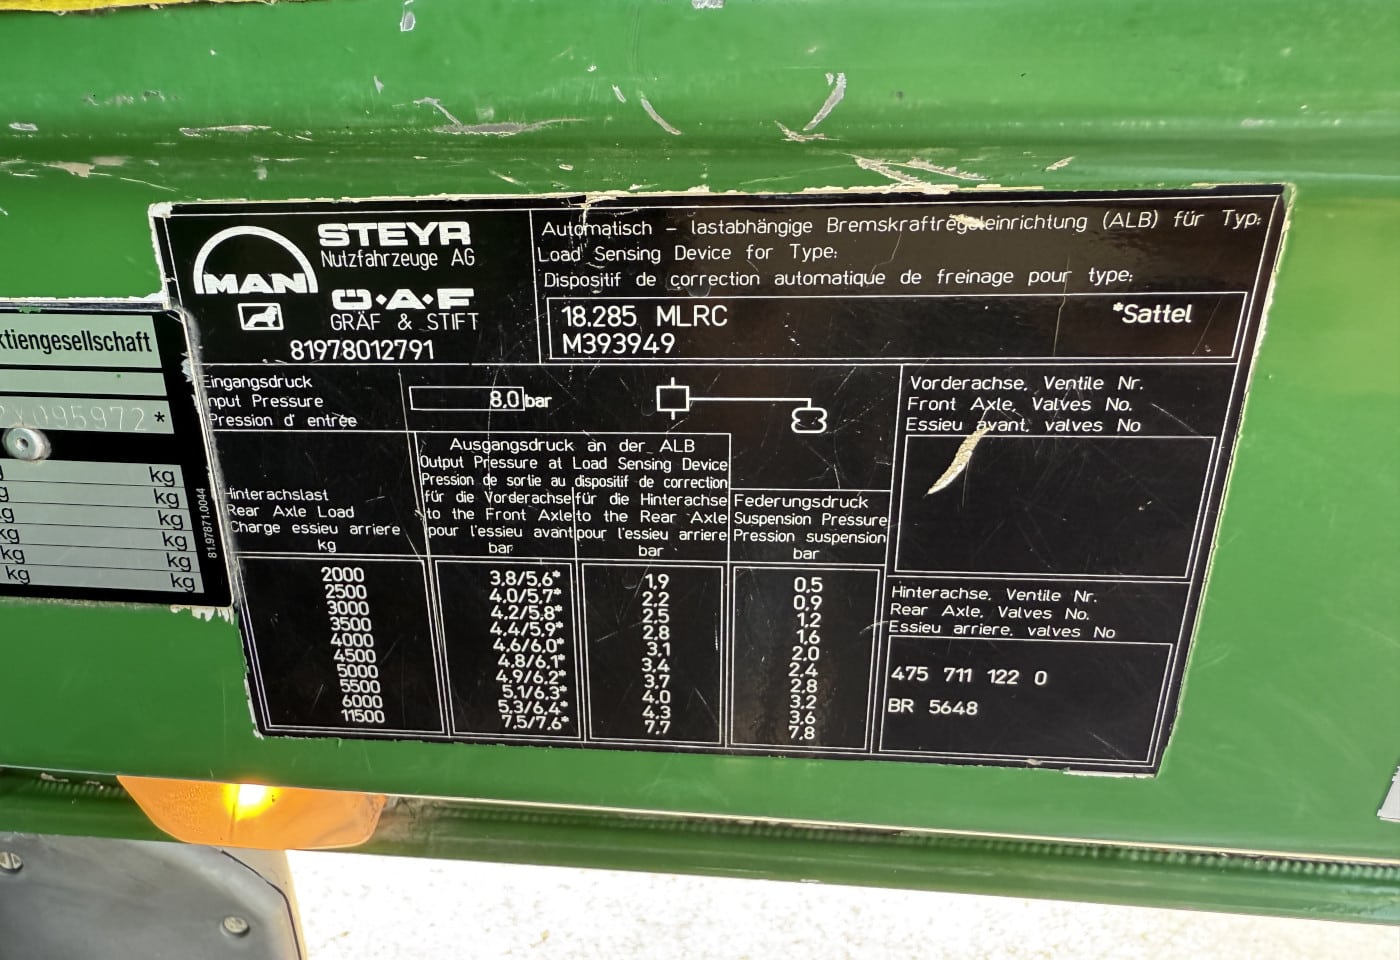 MAN
STEYR
Nutzfahrzeuge AG
Ö·A·F
GRÄF & STIFT
81978012791
Automatisch - lastabhängige Bremskraftregeleinrichtung (ALB) für Typ:
Load Sensing Device for Type:
Dispositif de correction automatique de freinage pour type:
18.285 MLRC
*Sattel
M393949
Eingangsdruck
Input Pressure
Pression d' entrée
8,0 bar
Ausgangsdruck an der ALB
Output Pressure at Load Sensing Device
Pression de sortie au dispositif de correction
Hinterachslast
Rear Axle Load
Charge essieu arriere
kg
für die Vorderachse
to the Front Axle
pour l'essieu avant
bar
für die Hinterachse
to the Rear Axle
pour l'essieu arriere
bar
Federungsdruck
Suspension Pressure
Pression suspension
bar
2000 3,8/5,6* 1,9 0,5
2500 4,0/5,7* 2,2 0,9
3000 4,2/5,8* 2,5 1,2
3500 4,4/5,9* 2,8 1,6
4000 4,6/6,0* 3,1 2,0
4500 4,8/6,1* 3,4 2,4
5000 4,9/6,2* 3,7 2,8
5500 5,1/6,3* 4,0 3,2
6000 5,3/6,4* 4,3 3,6
11500 7,5/7,6* 7,7 7,8
Vorderachse, Ventile Nr.
Front Axle, Valves No.
Essieu avant, valves No
Hinterachse, Ventile Nr.
Rear Axle, Valves No.
Essieu arriere, valves No
475 711 122 0
BR 5648
ktiengesellschaft
095972*
kg
kg
kg
kg
kg
kg
kg
kg
kg
81.97871.0044